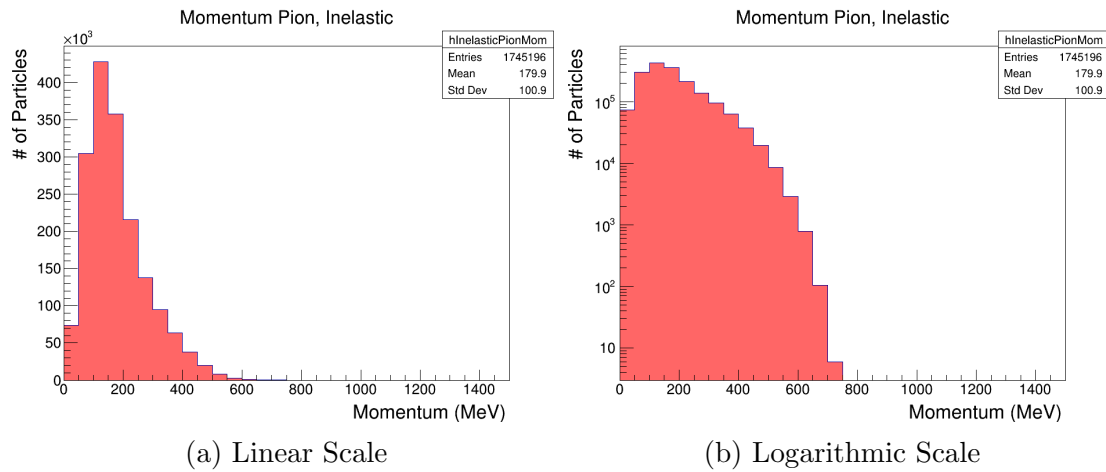 Momentum Pion, Inelastic
×10³
# of Particles
hInelasticPionMom
Entries 1745196
Mean 179.9
Std Dev 100.9
400
350
300
250
200
150
100
50
0
0 200 400 600 800 1000 1200 1400
Momentum (MeV)
(a) Linear Scale
Momentum Pion, Inelastic
# of Particles
hInelasticPionMom
Entries 1745196
Mean 179.9
Std Dev 100.9
10⁵
10⁴
10³
10²
10
0 200 400 600 800 1000 1200 1400
Momentum (MeV)
(b) Logarithmic Scale